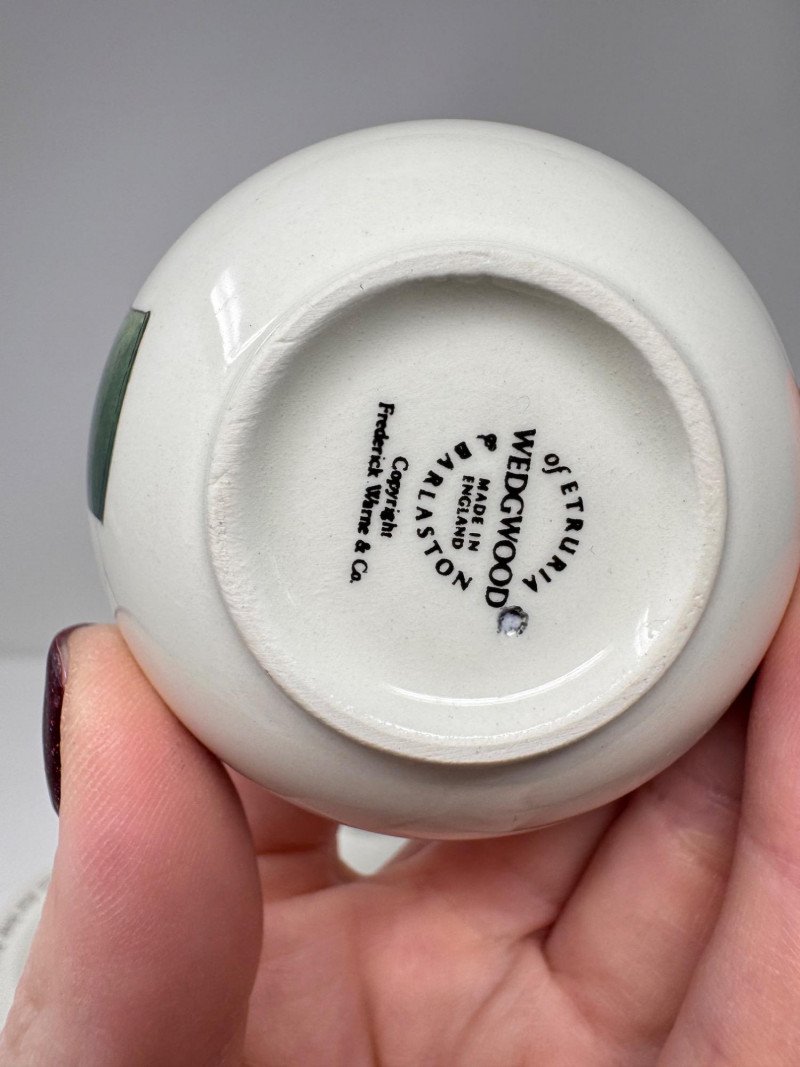 of ETRURIA
WEDGWOOD®
MADE IN
ENGLAND
& BARLASTON
Copyright
Frederick Warne & Co.